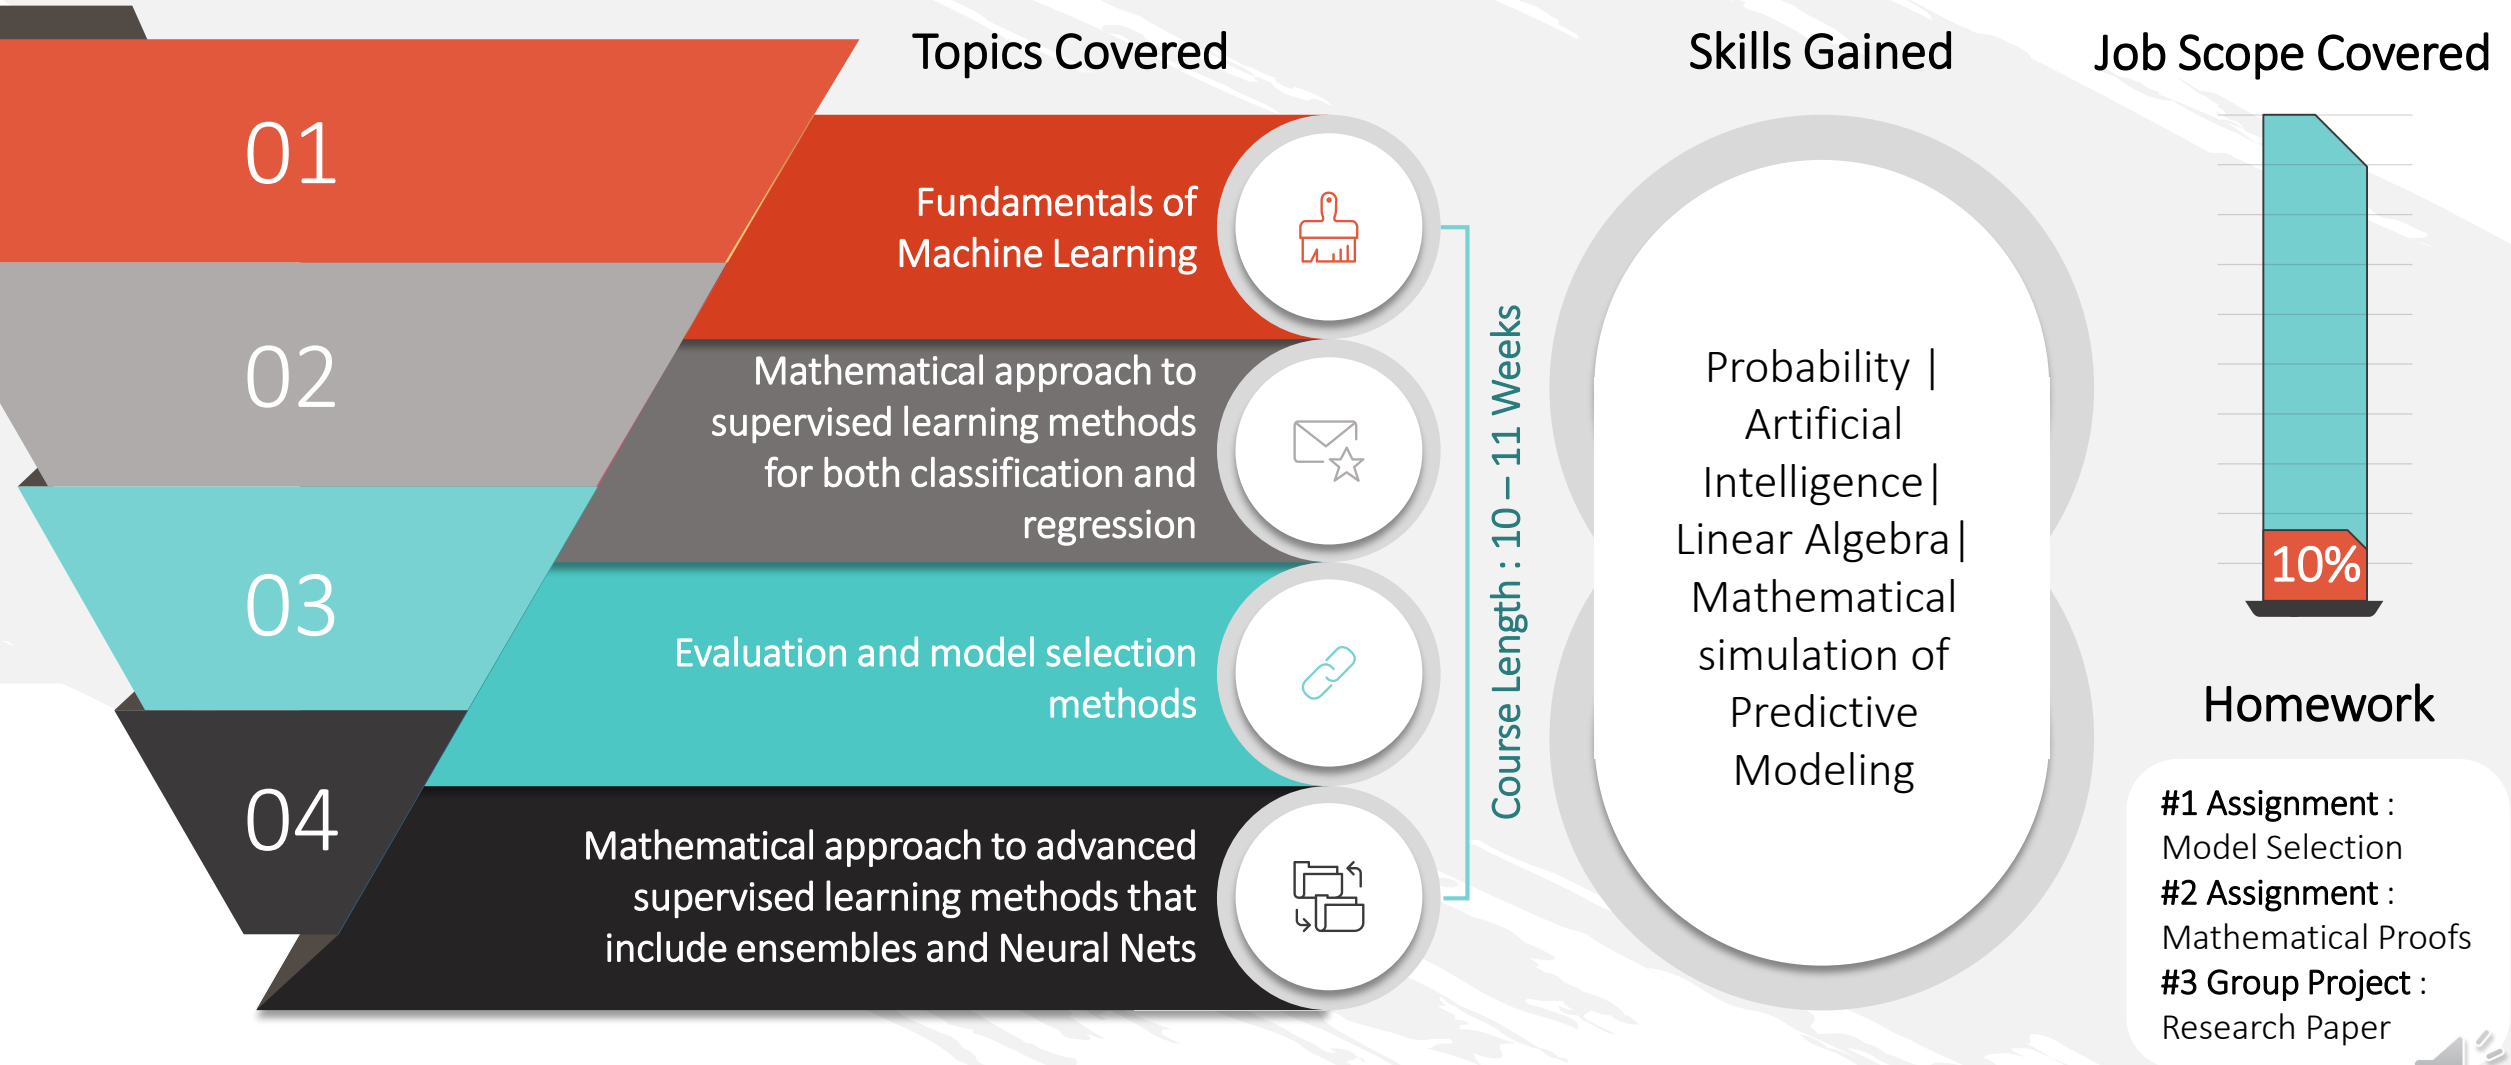 Topics Covered
Skills Gained
Job Scope Covered
01
Fundamentals of
Machine Learning
02
Mathematical approach to
supervised learning methods
for both classification and
regression
03
Evaluation and model selection
methods
04
Mathematical approach to advanced
supervised learning methods that
include ensembles and Neural Nets
Course Length : 10 – 11 Weeks
Probability |
Artificial
Intelligence|
Linear Algebra|
Mathematical
simulation of
Predictive
Modeling
10%
Homework
#1 Assignment :
Model Selection
#2 Assignment :
Mathematical Proofs
#3 Group Project :
Research Paper